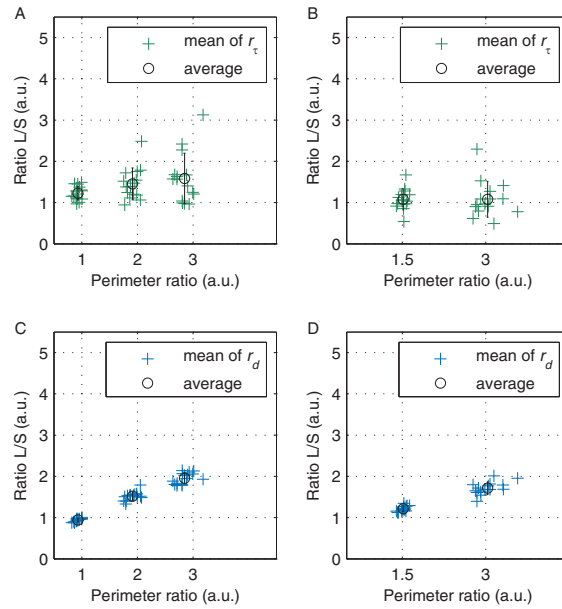 A
5
4
3
2
1
0
Ratio L/S (a.u.)
mean of r_τ
average
1 2 3
Perimeter ratio (a.u.)
B
5
4
3
2
1
0
Ratio L/S (a.u.)
mean of r_τ
average
1.5 3
Perimeter ratio (a.u.)
C
5
4
3
2
1
0
Ratio L/S (a.u.)
mean of r_d
average
1 2 3
Perimeter ratio (a.u.)
D
5
4
3
2
1
0
Ratio L/S (a.u.)
mean of r_d
average
1.5 3
Perimeter ratio (a.u.)